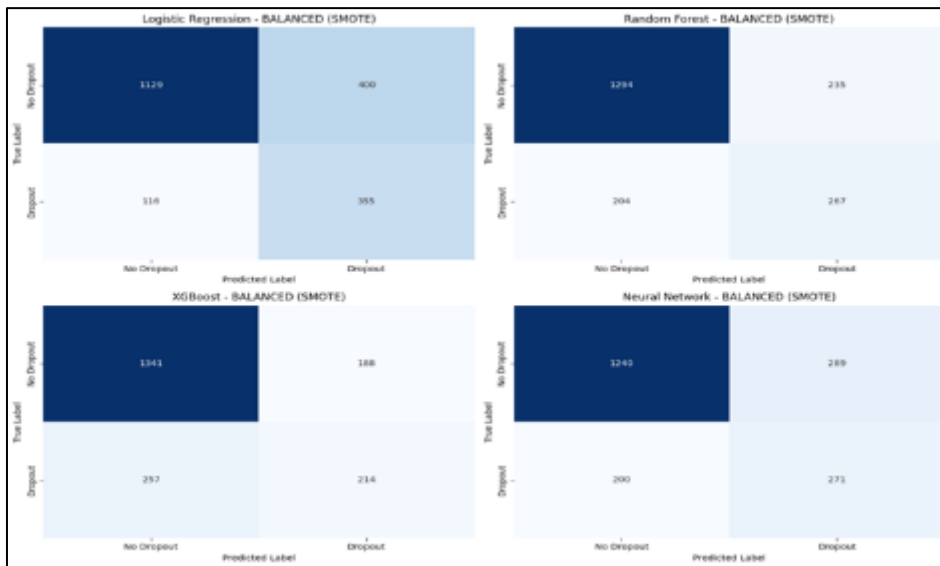 Logistic Regression - BALANCED (SMOTE)
True Label
No Dropout
Dropout
1129
400
116
355
No Dropout
Dropout
Predicted Label
Random Forest - BALANCED (SMOTE)
True Label
No Dropout
Dropout
1294
235
204
267
No Dropout
Dropout
Predicted Label
XGBoost - BALANCED (SMOTE)
True Label
No Dropout
Dropout
1341
188
257
214
No Dropout
Dropout
Predicted Label
Neural Network - BALANCED (SMOTE)
True Label
No Dropout
Dropout
1240
289
200
271
No Dropout
Dropout
Predicted Label